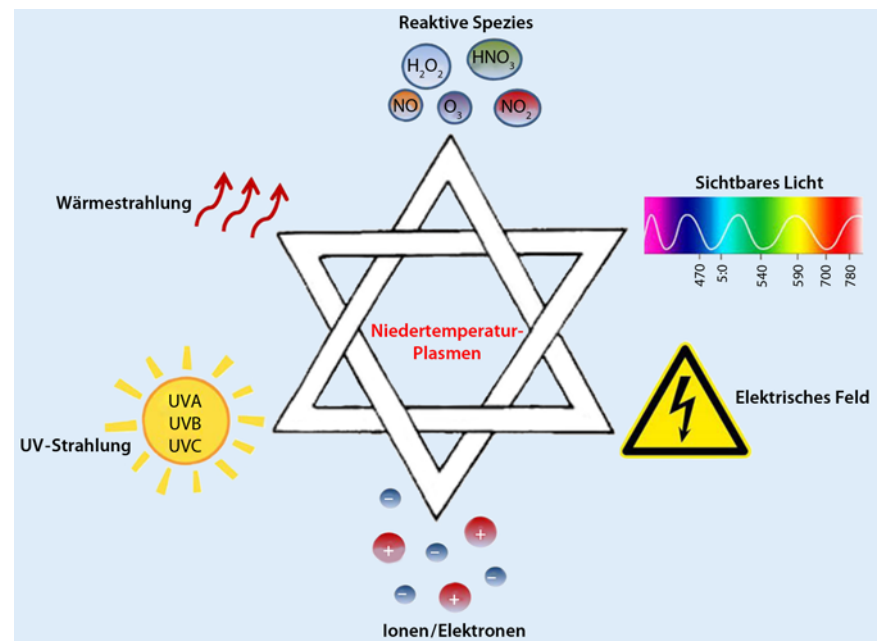 Reaktive Spezies
H₂O₂
HNO₃
NO
O₃
NO₂
Wärmestrahlung
Sichtbares Licht
470 5:0 540 590 700 780
Niedertemperatur-
Plasmen
Elektrisches Feld
UVA
UVB
UVC
UV-Strahlung
–
+
–
+
–
+
–
Ionen/Elektronen